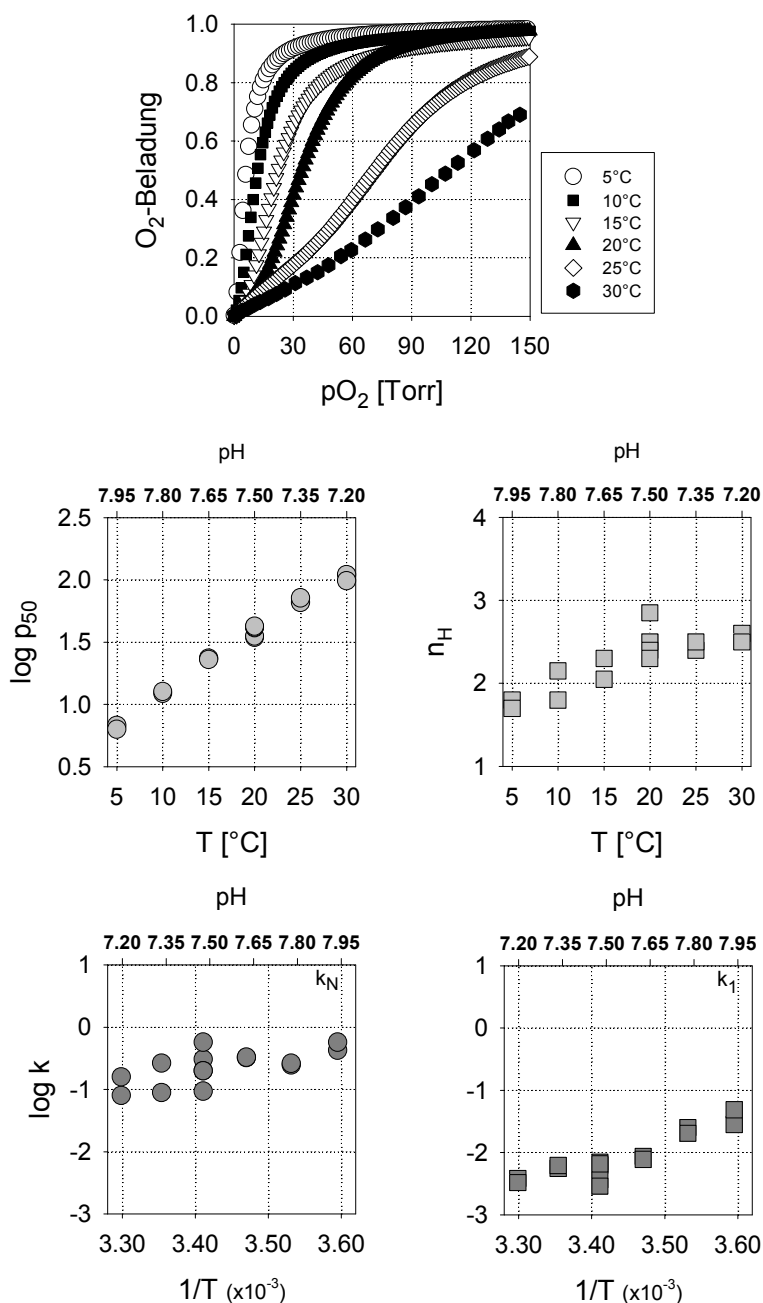 1.0
0.8
0.6
0.4
0.2
0.0
O2-Beladung
0 30 60 90 120 150
pO2 [Torr]
5°C
10°C
15°C
20°C
25°C
30°C
pH
7.95 7.80 7.65 7.50 7.35 7.20
2.5
2.0
1.5
1.0
0.5
log p50
5 10 15 20 25 30
T [°C]
pH
7.95 7.80 7.65 7.50 7.35 7.20
4
3
2
1
nH
5 10 15 20 25 30
T [°C]
pH
7.20 7.35 7.50 7.65 7.80 7.95
kN
1
0
-1
-2
-3
log k
3.30 3.40 3.50 3.60
1/T (x10-3)
pH
7.20 7.35 7.50 7.65 7.80 7.95
k1
1
0
-1
-2
-3
3.30 3.40 3.50 3.60
1/T (x10-3)